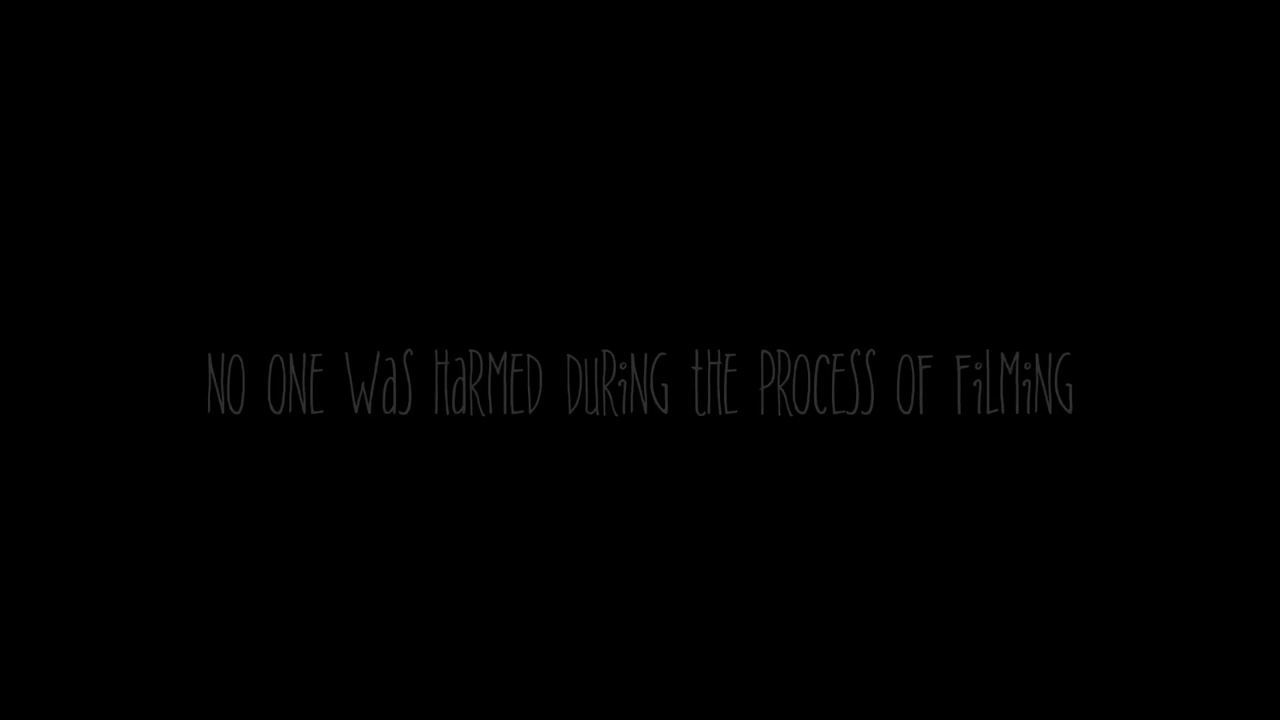 NO ONE WaS HaRMED DuRiNG tHE PROCESS OF FiLMiNG